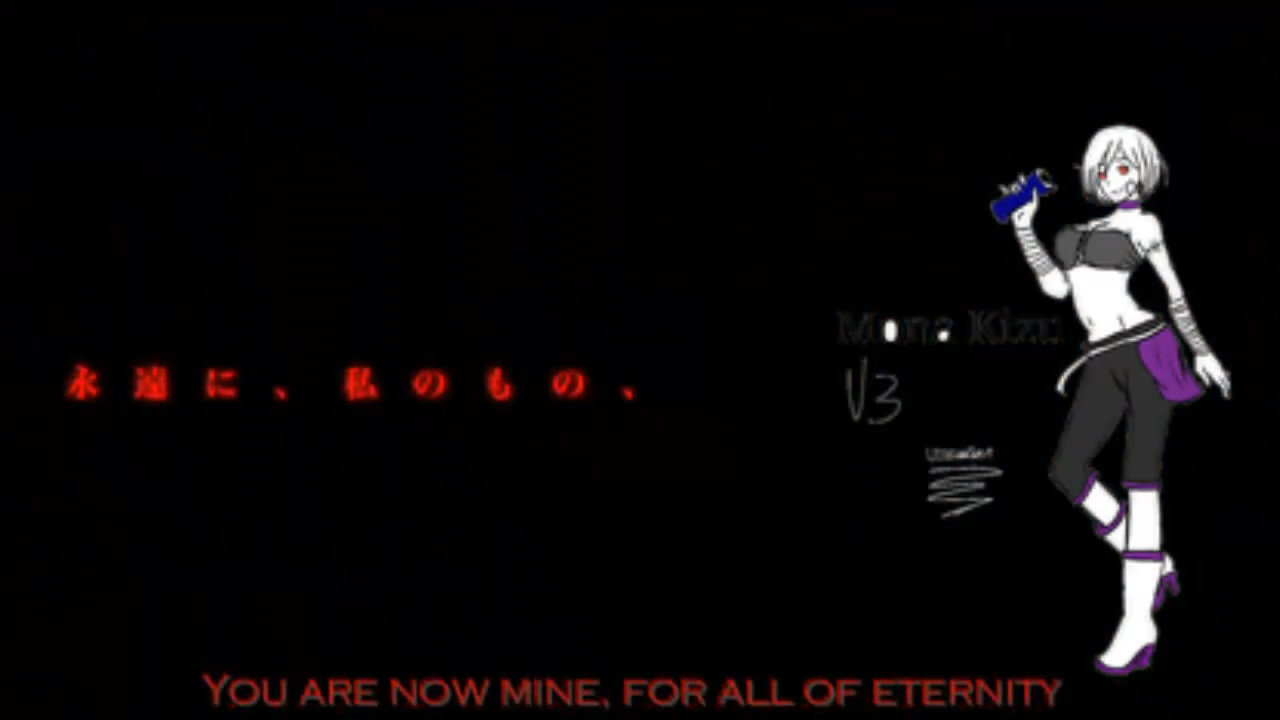 Mona Kizu
永遠に、私のもの、
V3
YOU ARE NOW MINE, FOR ALL OF ETERNITY